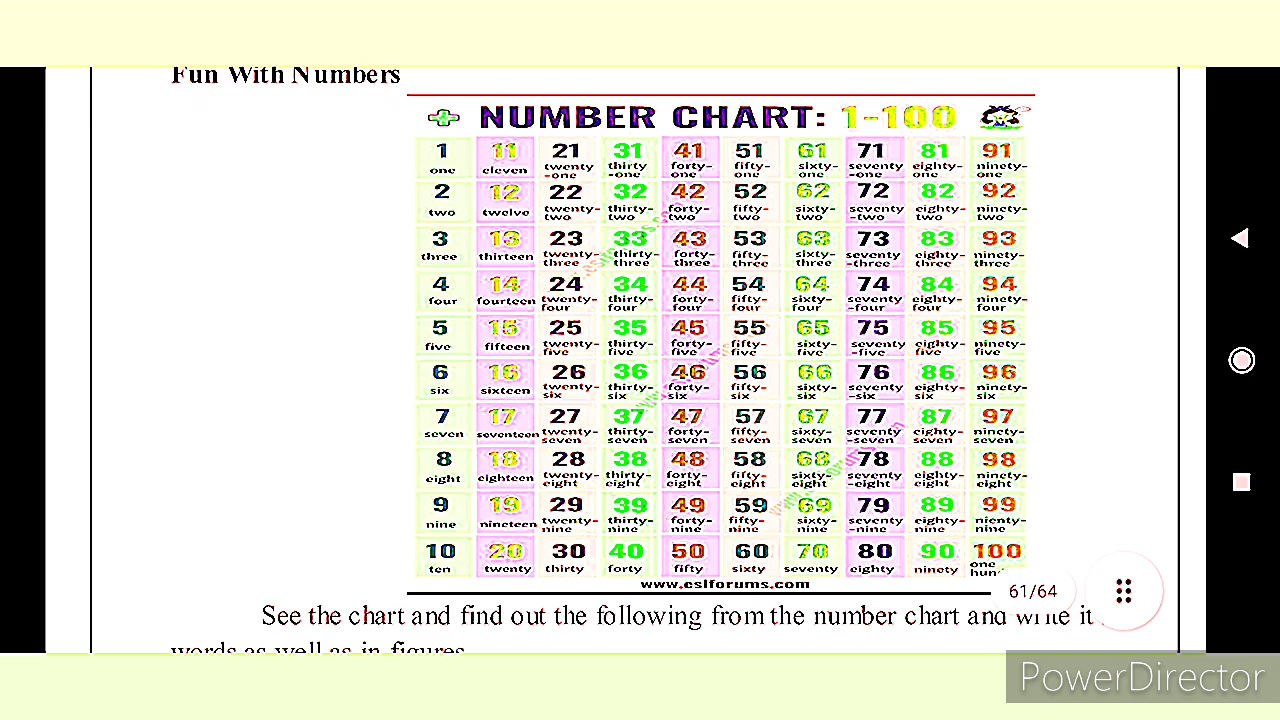 Fun With Numbers
NUMBER CHART: 1-100
1 11 21 31 41 51 61 71 81 91
one eleven twenty-one thirty-one forty-one fifty-one sixty-one seventy-one eighty-one ninety-one
2 12 22 32 42 52 62 72 82 92
two twelve twenty-two thirty-two forty-two fifty-two sixty-two seventy-two eighty-two ninety-two
3 13 23 33 43 53 63 73 83 93
three thirteen twenty-three thirty-three forty-three fifty-three sixty-three seventy-three eighty-three ninety-three
4 14 24 34 44 54 64 74 84 94
four fourteen twenty-four thirty-four forty-four fifty-four sixty-four seventy-four eighty-four ninety-four
5 15 25 35 45 55 65 75 85 95
five fifteen twenty-five thirty-five forty-five fifty-five sixty-five seventy-five eighty-five ninety-five
6 16 26 36 46 56 66 76 86 96
six sixteen twenty-six thirty-six forty-six fifty-six sixty-six seventy-six eighty-six ninety-six
7 17 27 37 47 57 67 77 87 97
seven seventeen twenty-seven thirty-seven forty-seven fifty-seven sixty-seven seventy-seven eighty-seven ninety-seven
8 18 28 38 48 58 68 78 88 98
eight eighteen twenty-eight thirty-eight forty-eight fifty-eight sixty-eight seventy-eight eighty-eight ninety-eight
9 19 29 39 49 59 69 79 89 99
nine nineteen twenty-nine thirty-nine forty-nine fifty-nine sixty-nine seventy-nine eighty-nine nienty-nine
10 20 30 40 50 60 70 80 90 100
ten twenty thirty forty fifty sixty seventy eighty ninety one
www.eslforums.com
61/64
See the chart and find out the following from the number chart and write it
words as well as in figures
PowerDirector